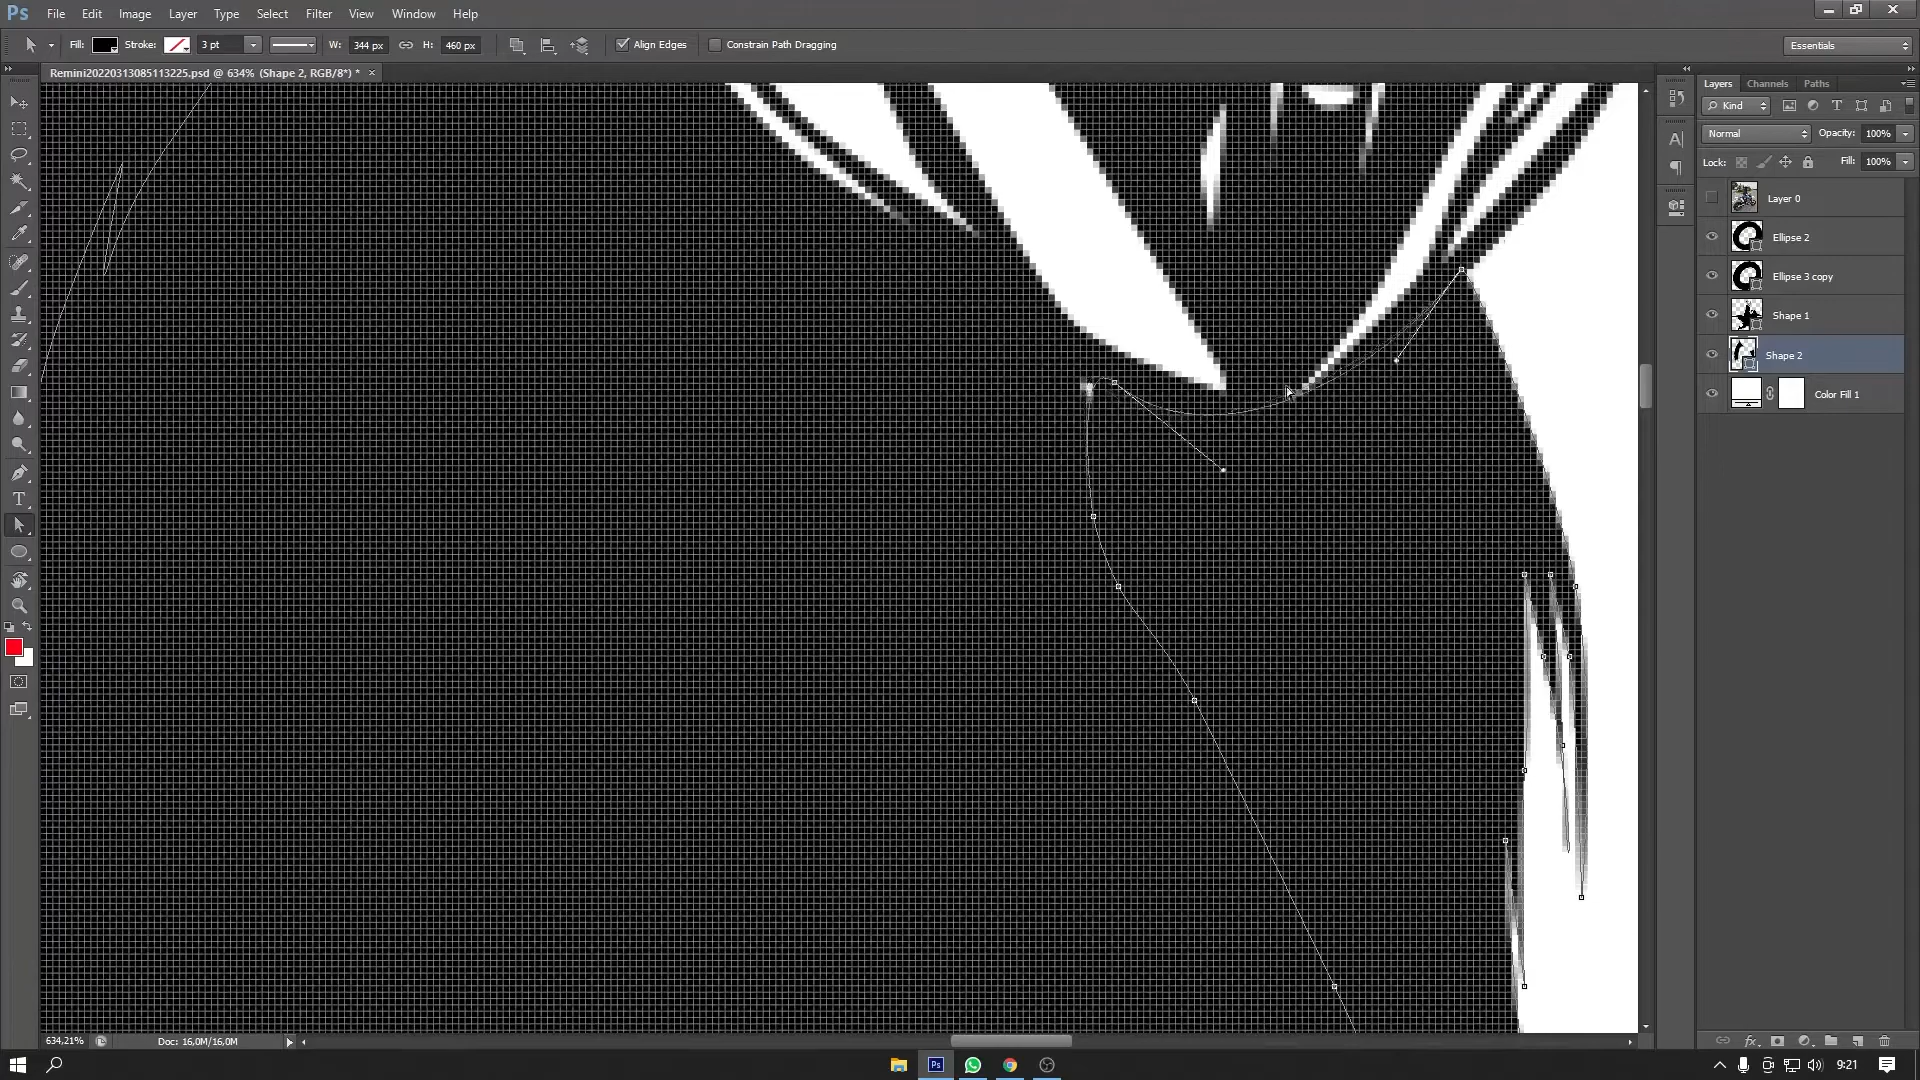 Ps File Edit Image Layer Type Select Filter View Window Help
Fill: Stroke: 3 pt W: 344 px H: 460 px Align Edges Constrain Path Dragging Essentials
Remini20220313085113225.psd @ 634% (Shape 2, RGB/8*) * ×
Layers Channels Paths
Kind
Normal Opacity: 100%
Lock: Fill: 100%
Layer 0
Ellipse 2
Ellipse 3 copy
Shape 1
Shape 2
Color Fill 1
634,21% Doc: 16,0M/16,0M
Ps 9:21